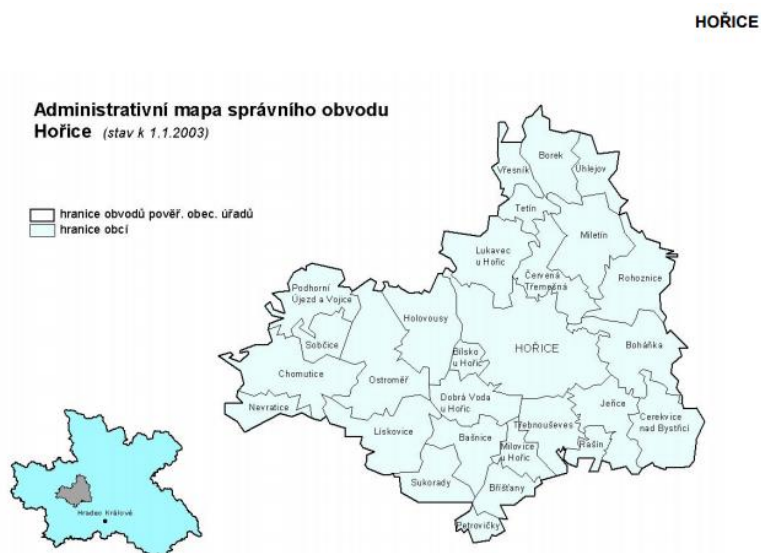 HOŘICE
Administrativní mapa správního obvodu
Hořice (stav k 1.1.2003)
hranice obvodů pověř. obec. úřadů
hranice obcí
Borek
Vřesník
Úhlejov
Tetín
Miletín
Lukavec
u Hořic
Červená
Třemešná
Rohoznice
Podhorní
Újezd a Vojice
Holovousy
Sobčice
Bílsko
u Hořic
HOŘICE
Boháňka
Chomutice
Ostroměř
Dobrá Voda
u Hořic
Jeřice
Nevratice
Cerekvice
nad Bystřicí
Třebnouševes
Lískovice
Bašnice
Milovice
u Hořic
Rašín
Sukorady
Bříšťany
Petrovičky
Hradec Králové